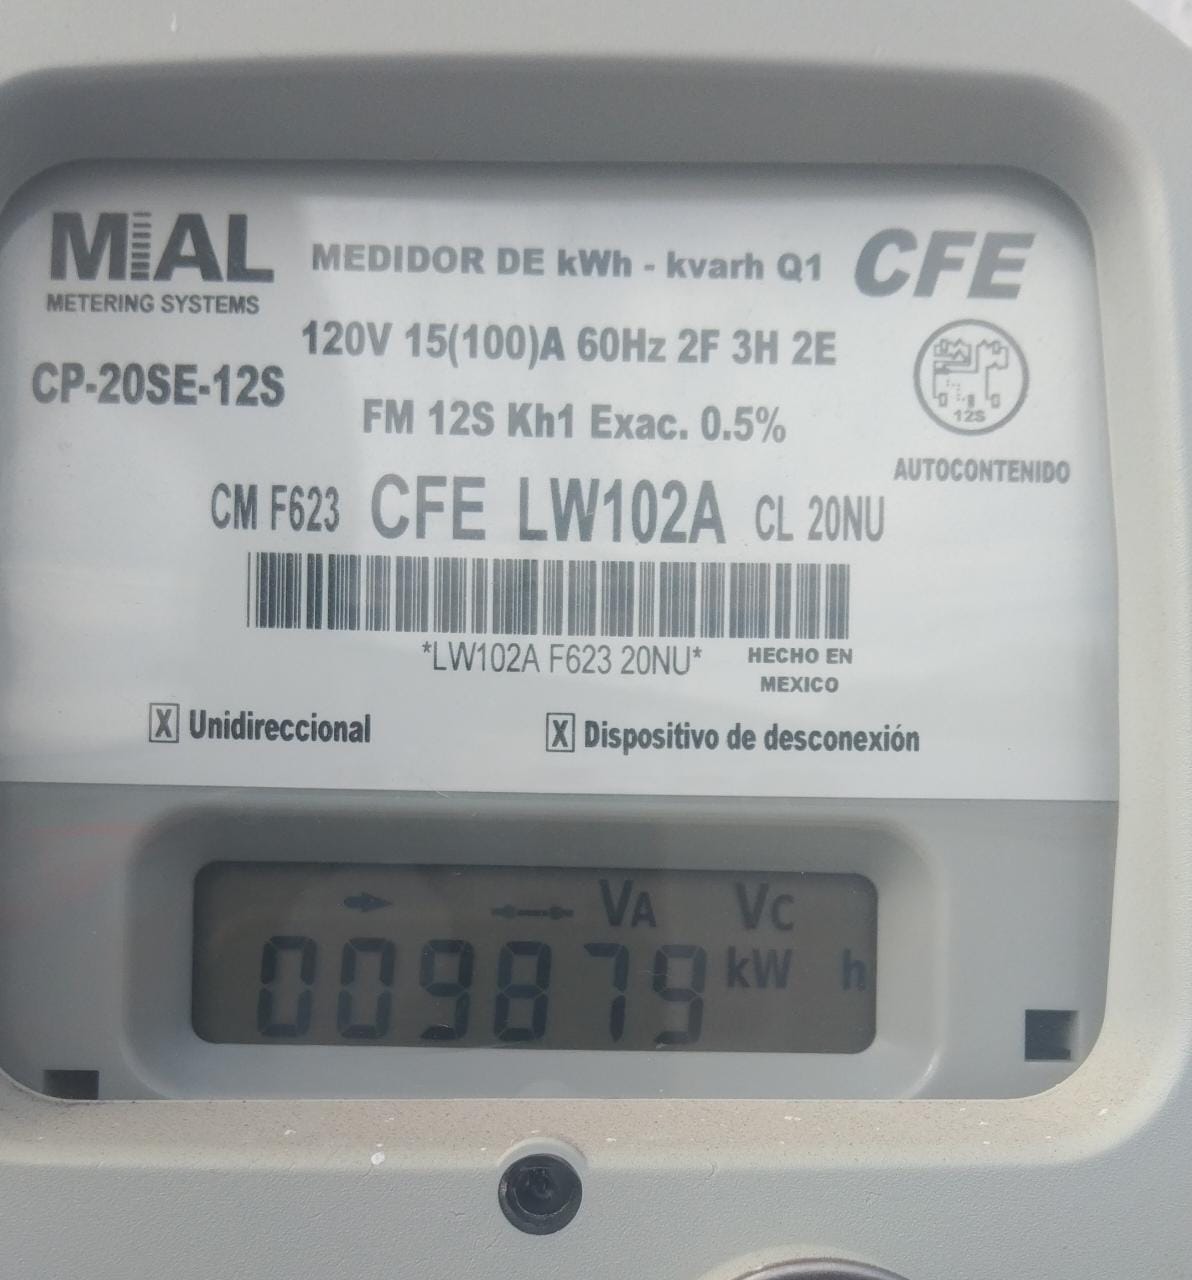 MIAL
METERING SYSTEMS
MEDIDOR DE kWh - kvarh Q1
CFE
120V 15(100)A 60Hz 2F 3H 2E
CP-20SE-12S
FM 12S Kh1 Exac. 0.5%
12S
AUTOCONTENIDO
CM F623 CFE LW102A CL 20NU
*LW102A F623 20NU*
HECHO EN
MEXICO
X Unidireccional
X Dispositivo de desconexión
VA VC
009879 kW h